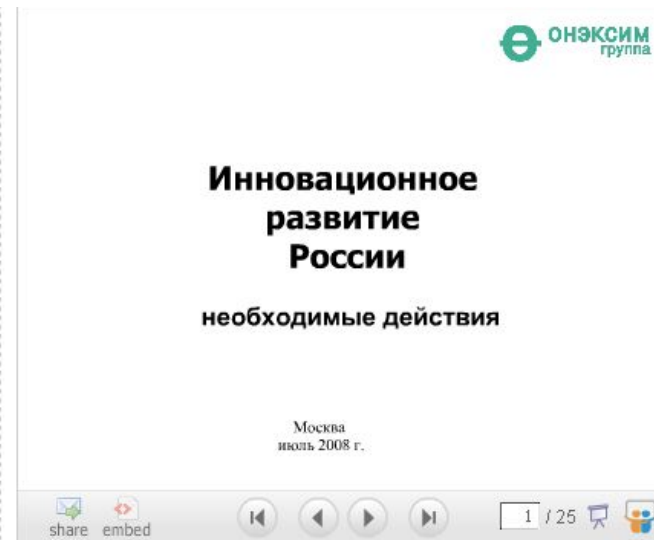 ОНЭКСИМ
группа
Инновационное
развитие
России
необходимые действия
Москва
июль 2008 г.
share embed 1 / 25